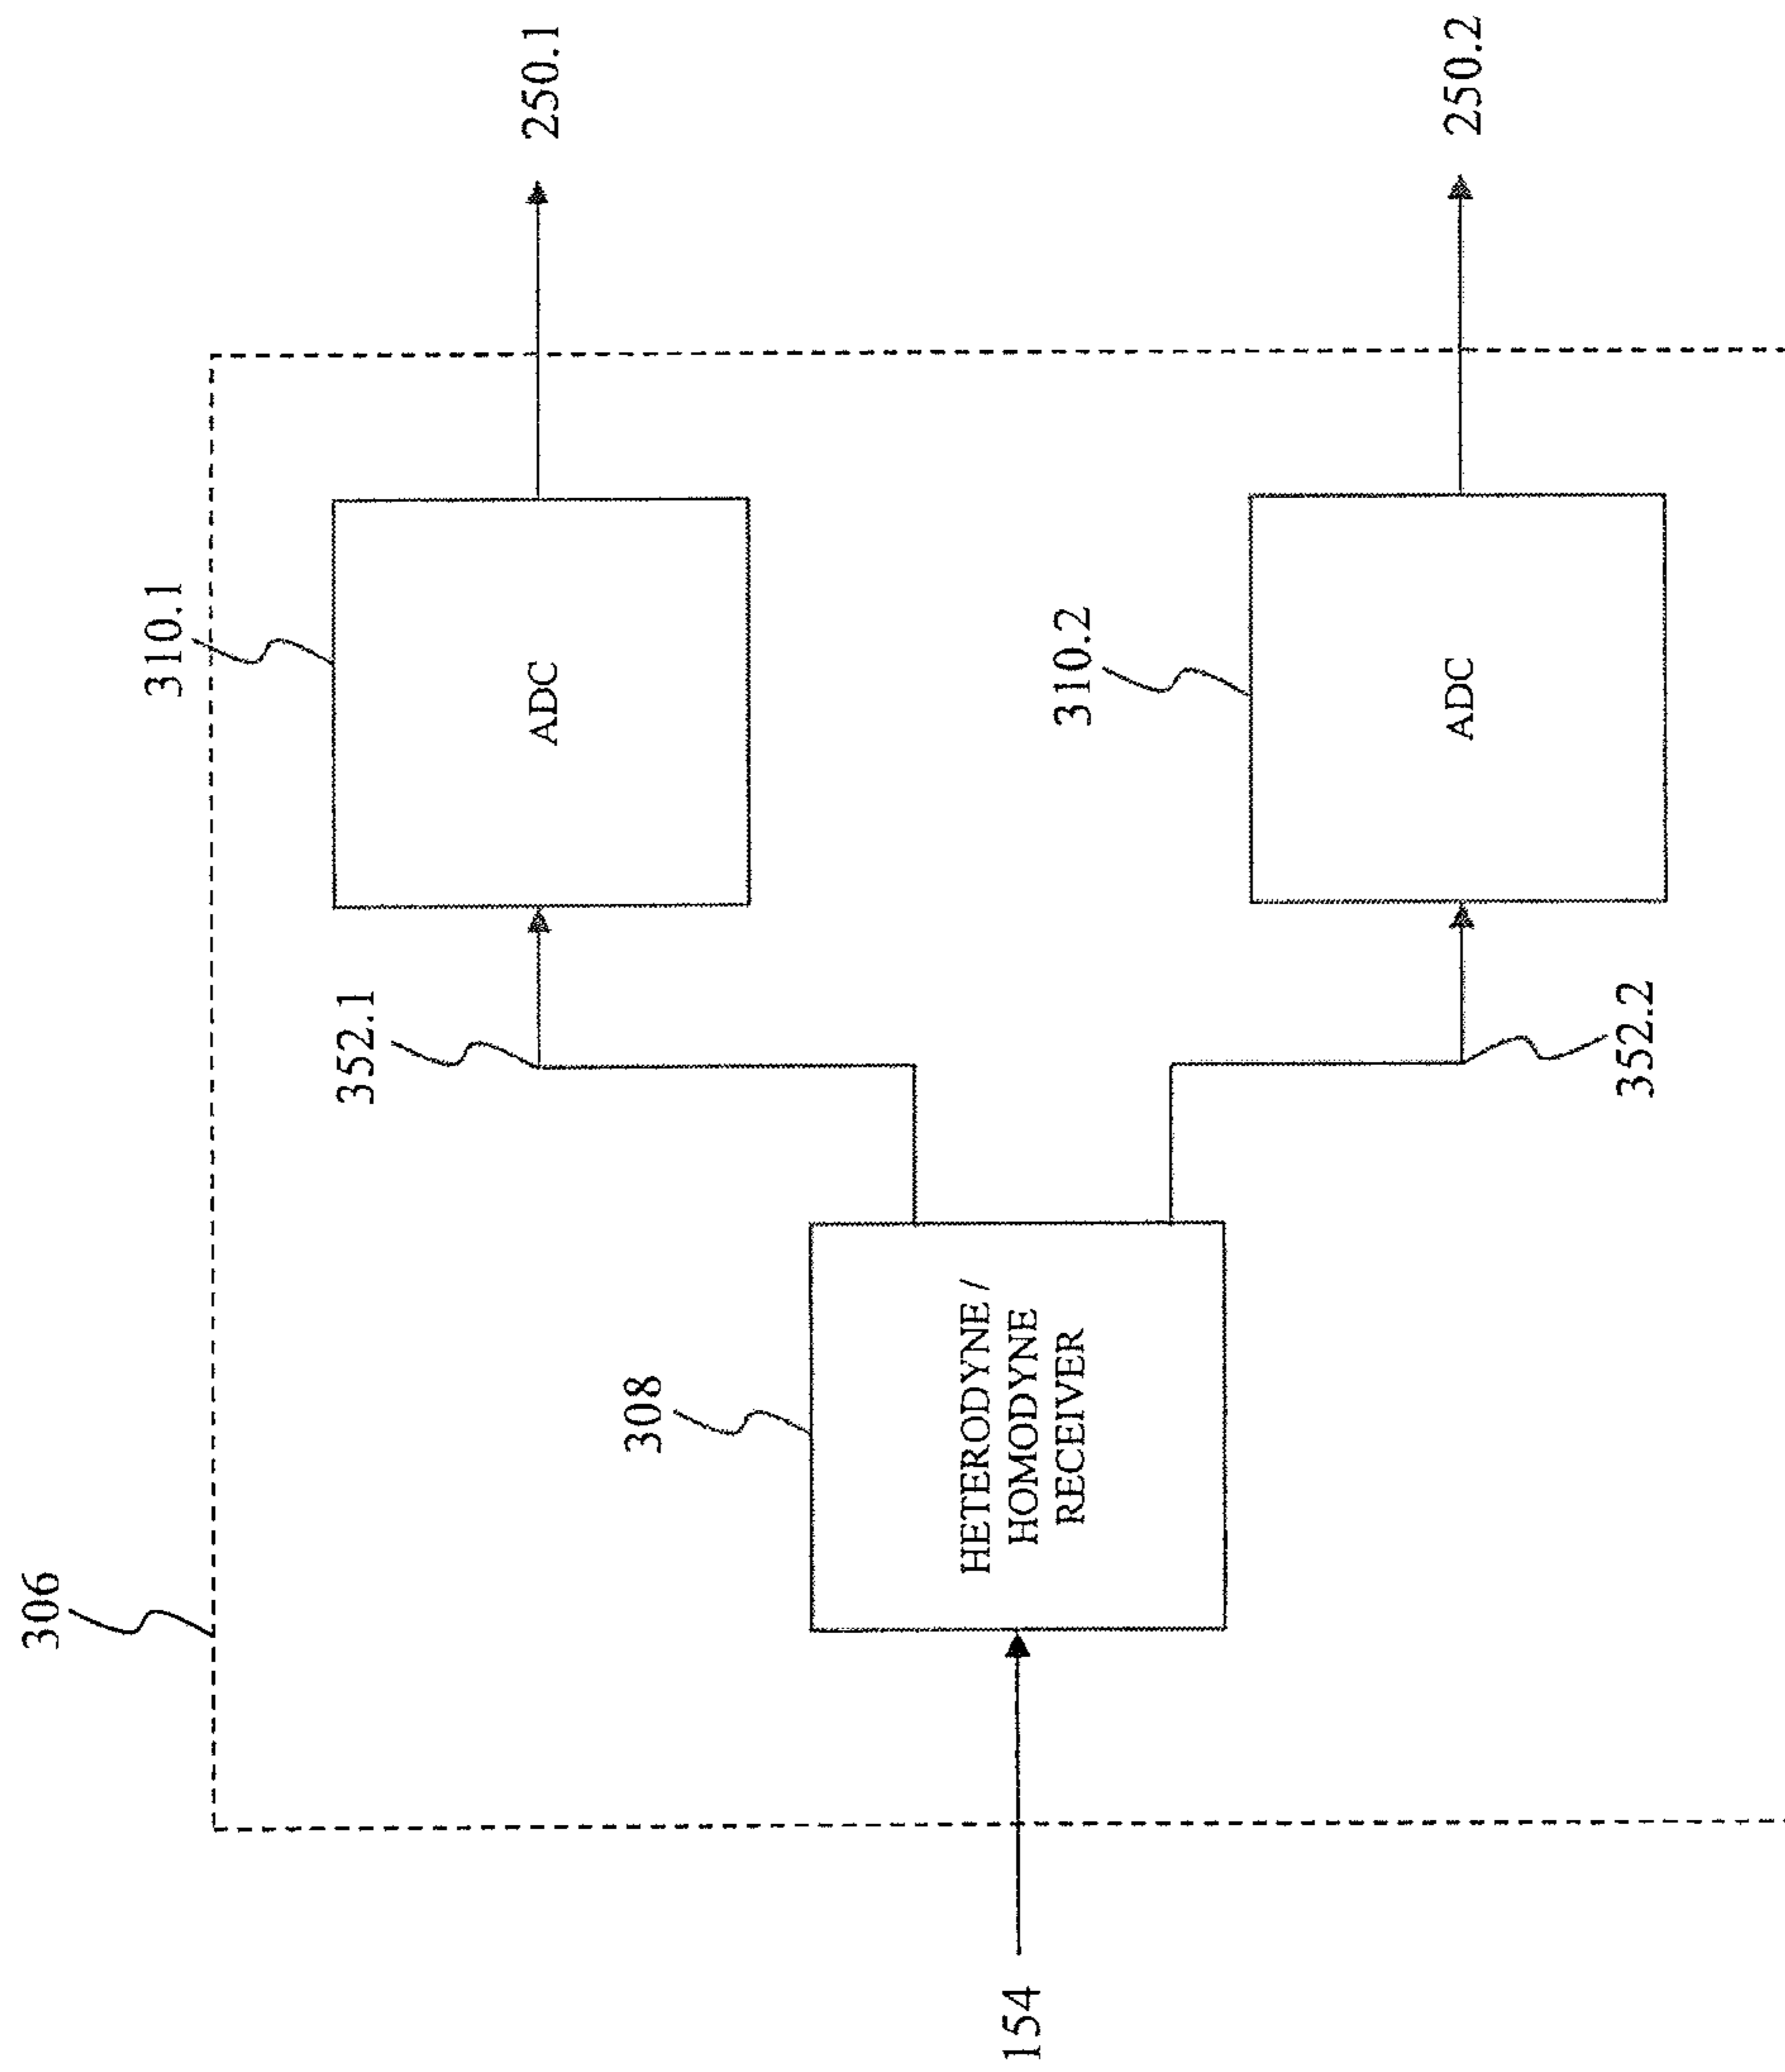 306
310.1
250.1
352.1
ADC
308
154
HETERODYNE /
HOMODYNE
RECEIVER
310.2
250.2
ADC
352.2